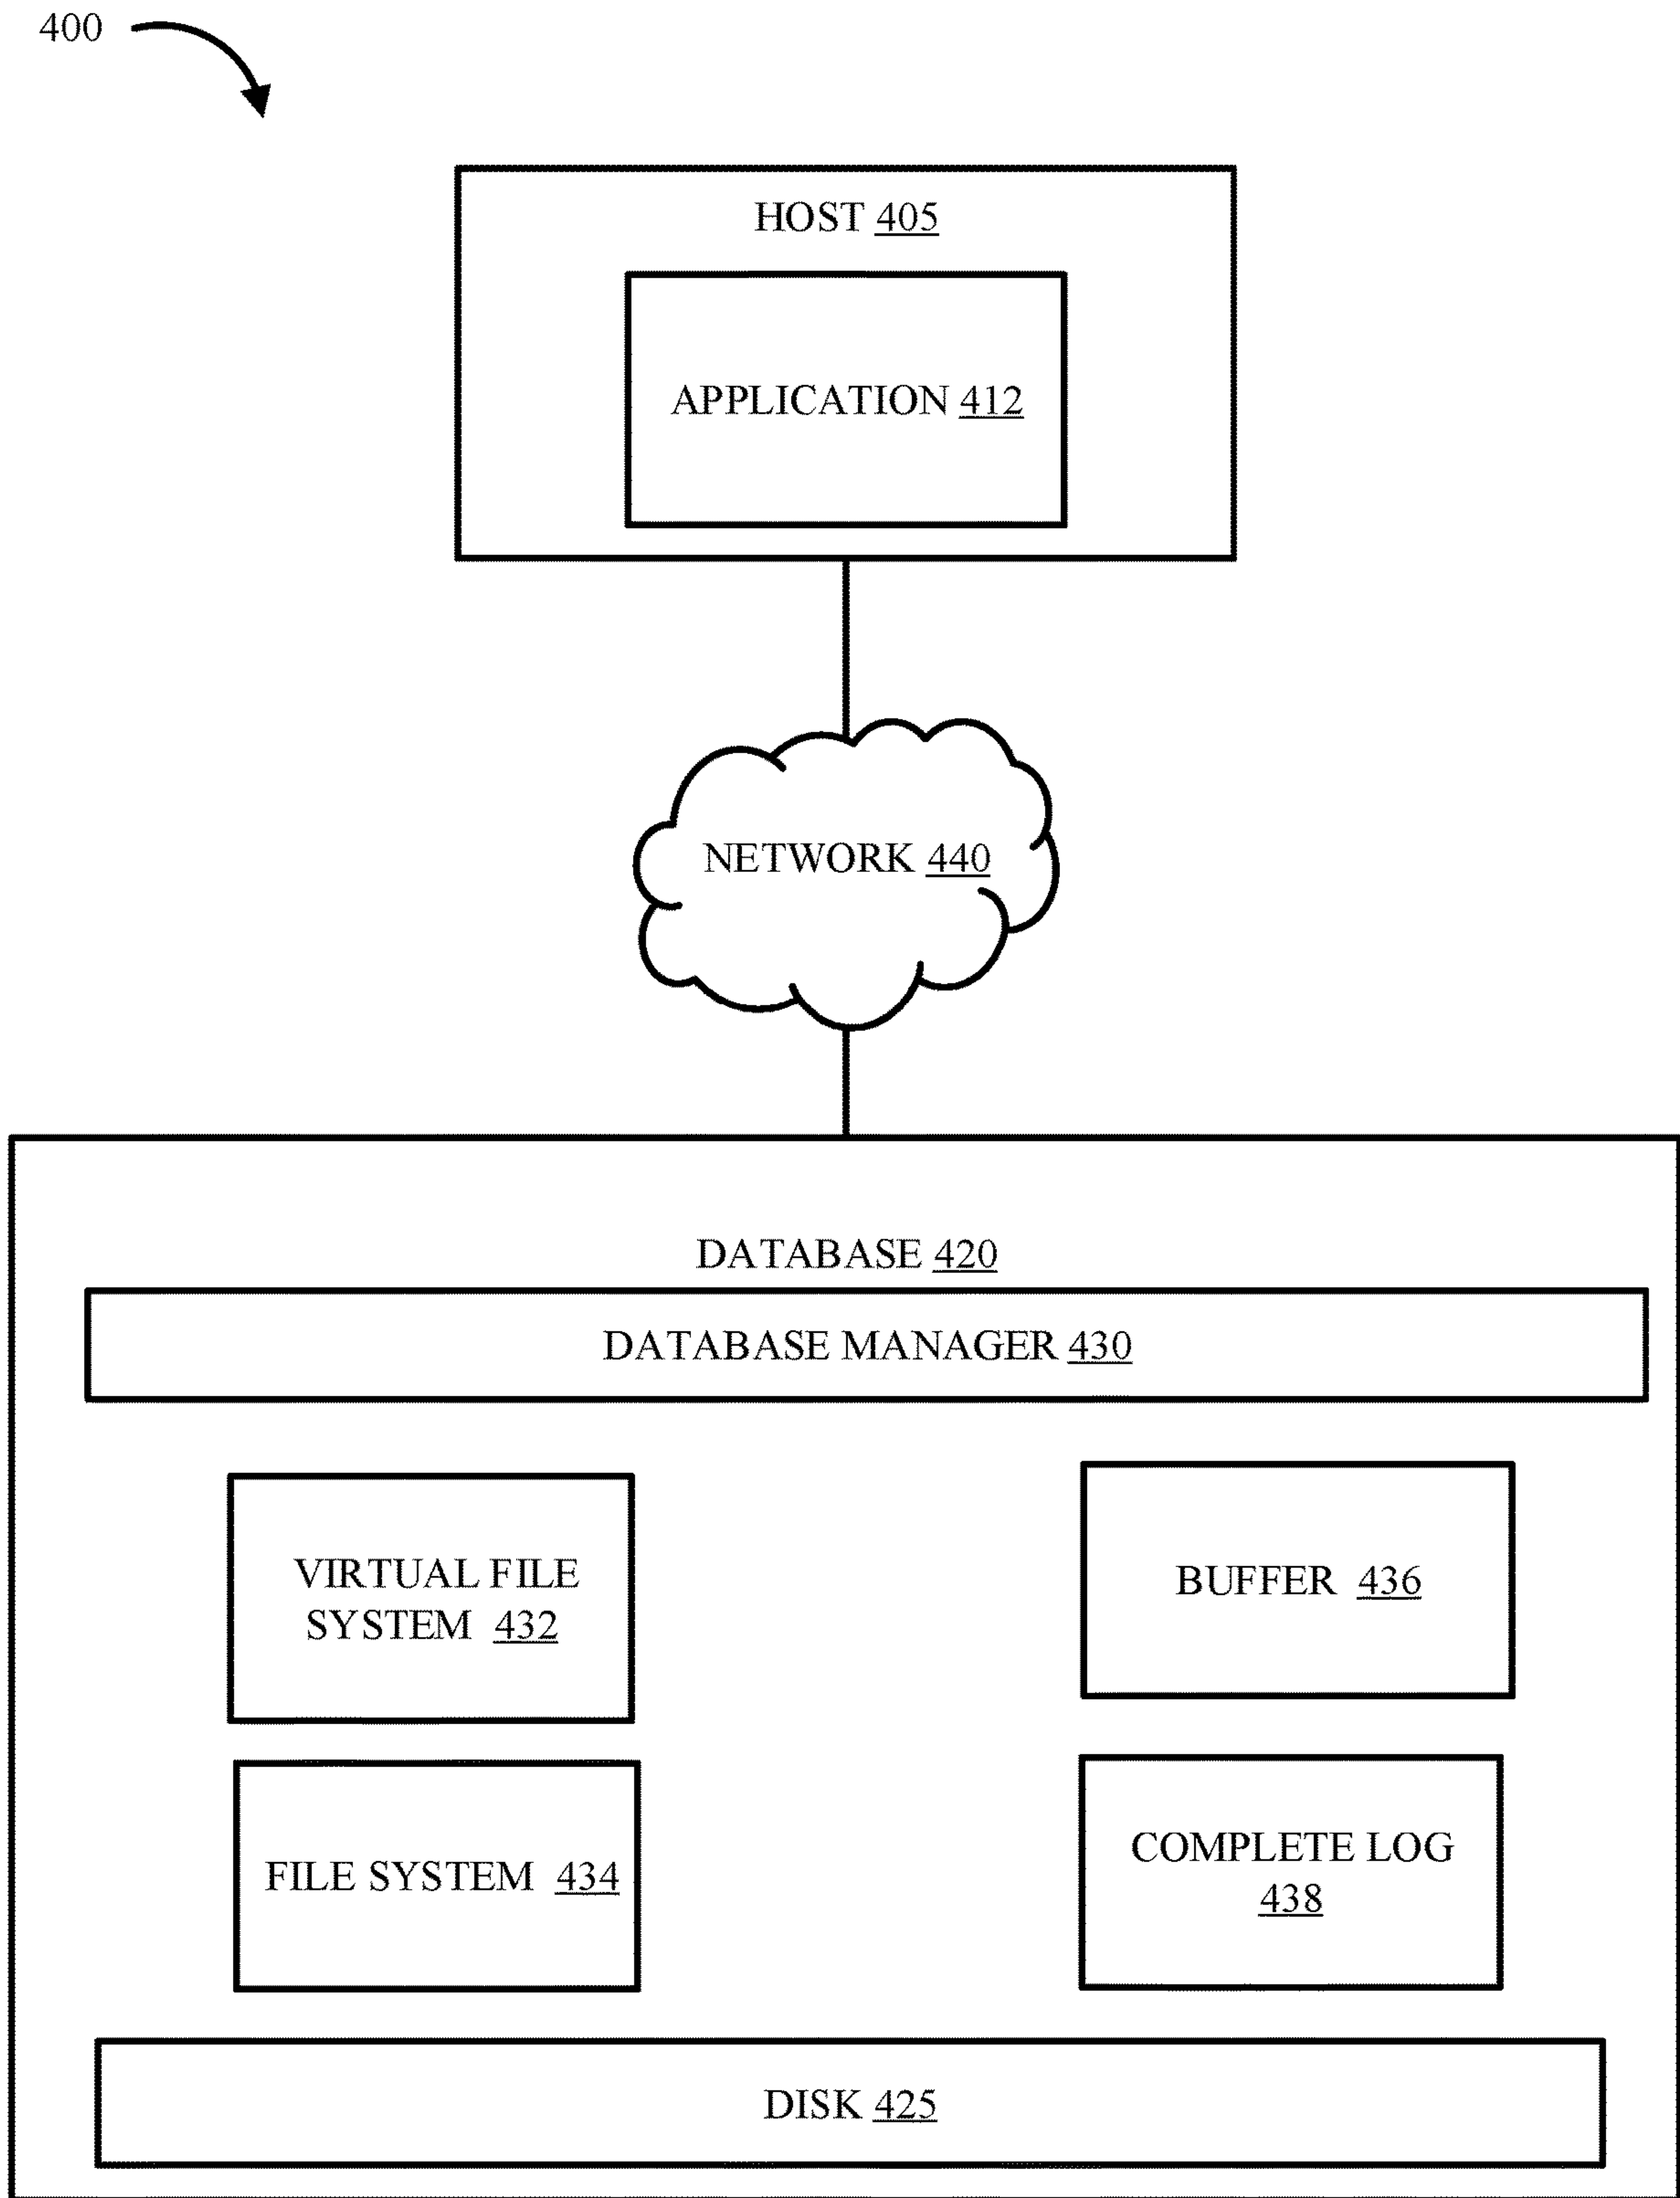 400
HOST 405
APPLICATION 412
NETWORK 440
DATABASE 420
DATABASE MANAGER 430
VIRTUAL FILE
SYSTEM 432
BUFFER 436
FILE SYSTEM 434
COMPLETE LOG
438
DISK 425